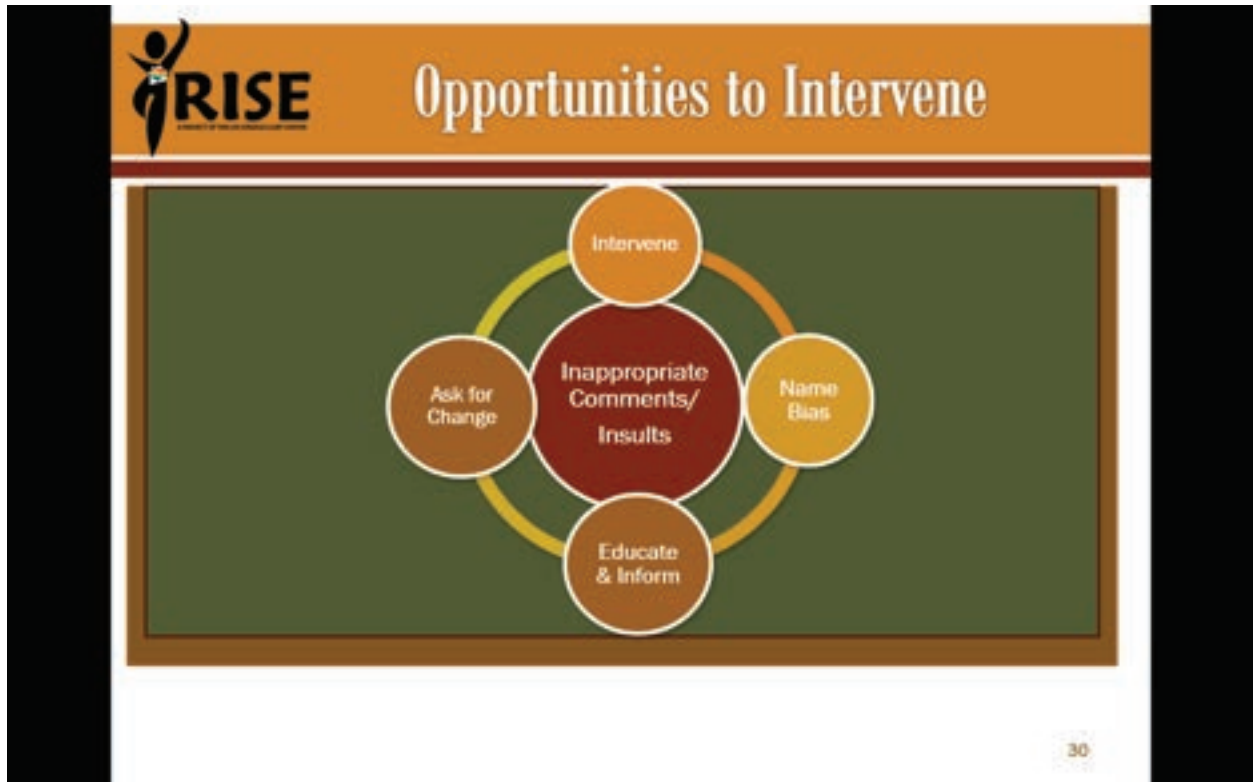 RISE
Opportunities to Intervene
Intervene
Inappropriate
Comments/
Insults
Name
Bias
Ask for
Change
Educate
& Inform
30